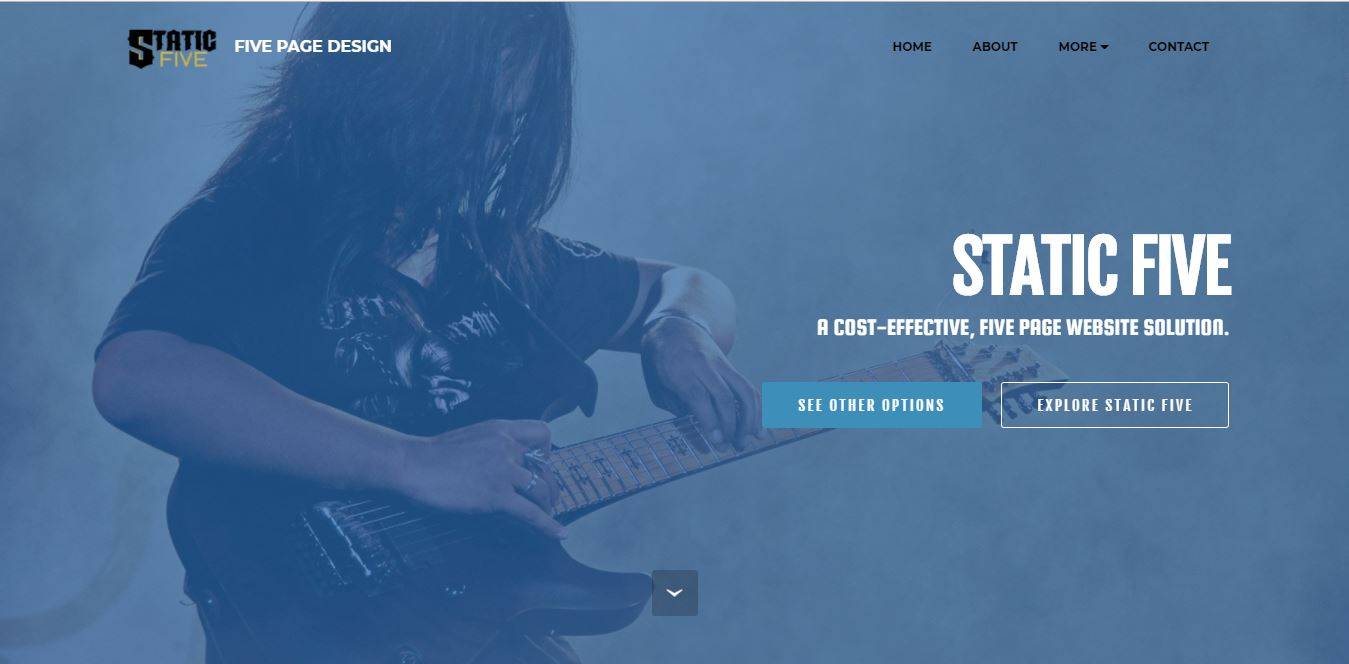 STATIC
FIVE
FIVE PAGE DESIGN
HOME
ABOUT
MORE
CONTACT
STATIC FIVE
A COST-EFFECTIVE, FIVE PAGE WEBSITE SOLUTION.
SEE OTHER OPTIONS
EXPLORE STATIC FIVE